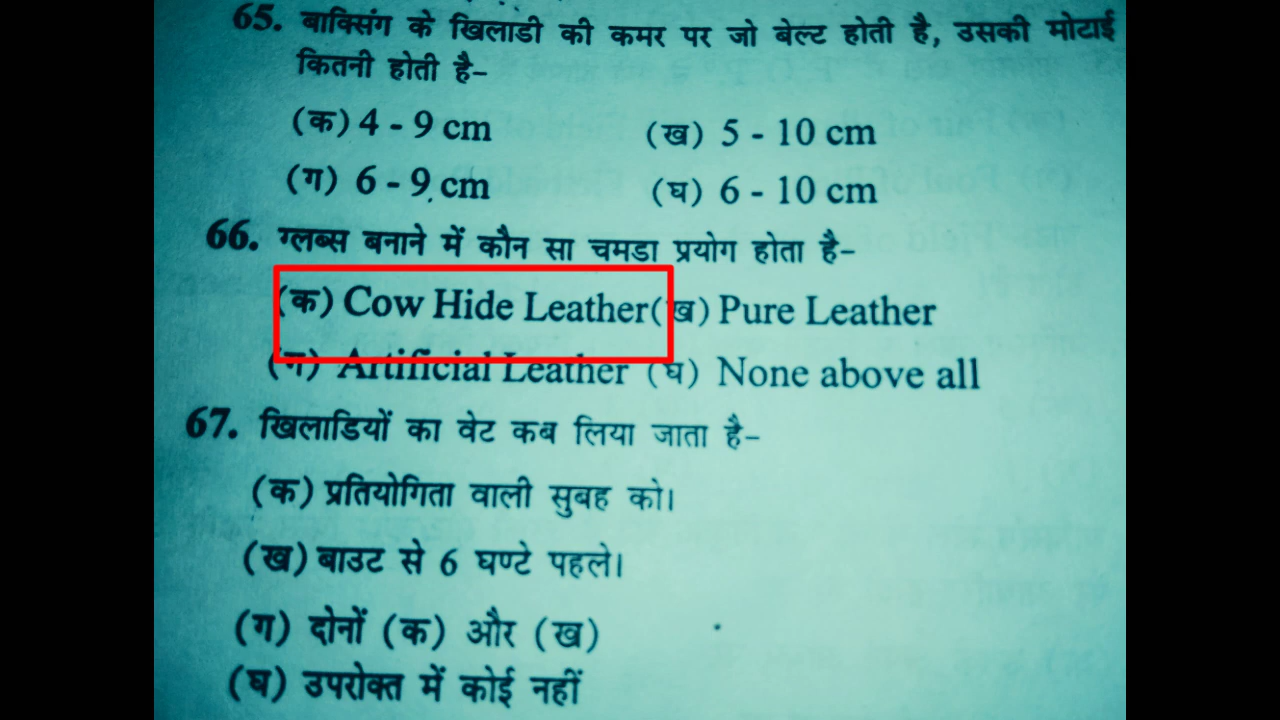 65. बाक्सिंग के खिलाडी की कमर पर जो बेल्ट होती है, उसकी मोटाई
कितनी होती है-
(क) 4 - 9 cm (ख) 5 - 10 cm
(ग) 6 - 9 cm (घ) 6 - 10 cm
66. ग्लब्स बनाने में कौन सा चमडा प्रयोग होता है-
(क) Cow Hide Leather (ख) Pure Leather
(ग) Artificial Leather (घ) None above all
67. खिलाडियों का वेट कब लिया जाता है-
(क) प्रतियोगिता वाली सुबह को।
(ख) बाउट से 6 घण्टे पहले।
(ग) दोनों (क) और (ख)
(घ) उपरोक्त में कोई नहीं